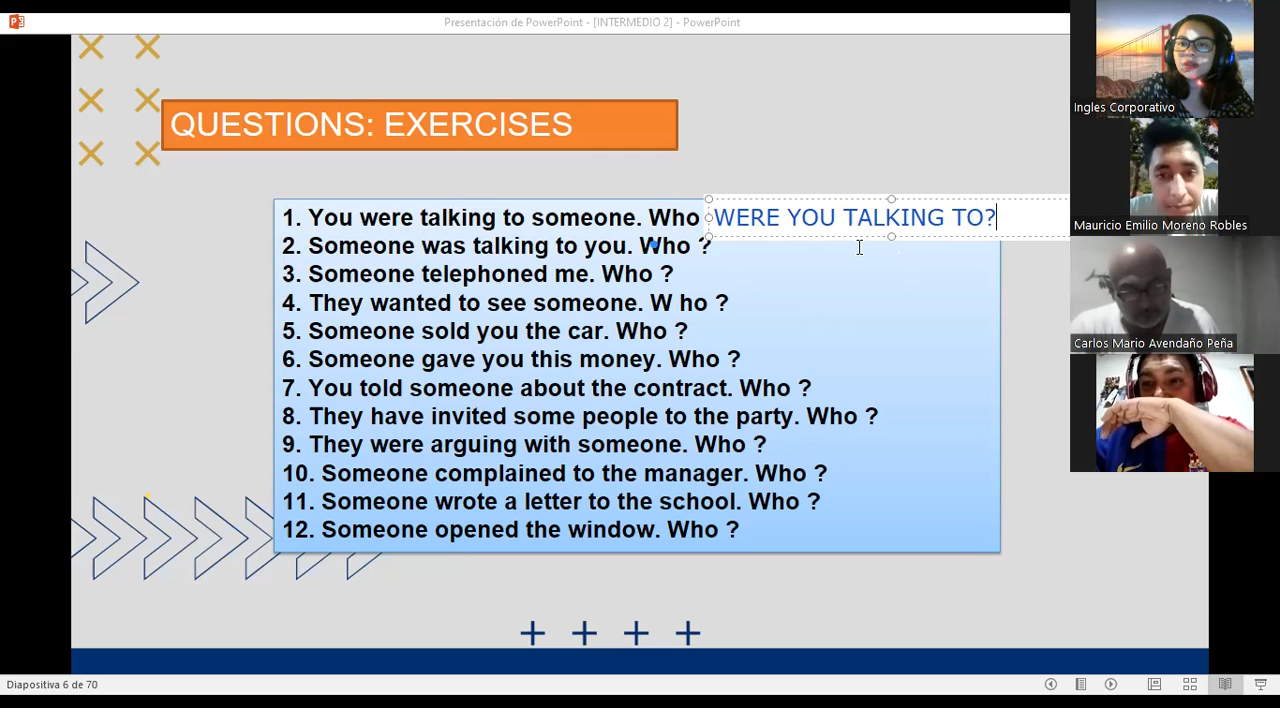 Presentación de PowerPoint - [INTERMEDIO 2] - PowerPoint
QUESTIONS: EXERCISES
1. You were talking to someone. Who WERE YOU TALKING TO?
2. Someone was talking to you. Who ?
3. Someone telephoned me. Who ?
4. They wanted to see someone. W ho ?
5. Someone sold you the car. Who ?
6. Someone gave you this money. Who ?
7. You told someone about the contract. Who ?
8. They have invited some people to the party. Who ?
9. They were arguing with someone. Who ?
10. Someone complained to the manager. Who ?
11. Someone wrote a letter to the school. Who ?
12. Someone opened the window. Who ?
Ingles Corporativo
Mauricio Emilio Moreno Robles
Carlos Mario Avendaño Peña
Diapositiva 6 de 70